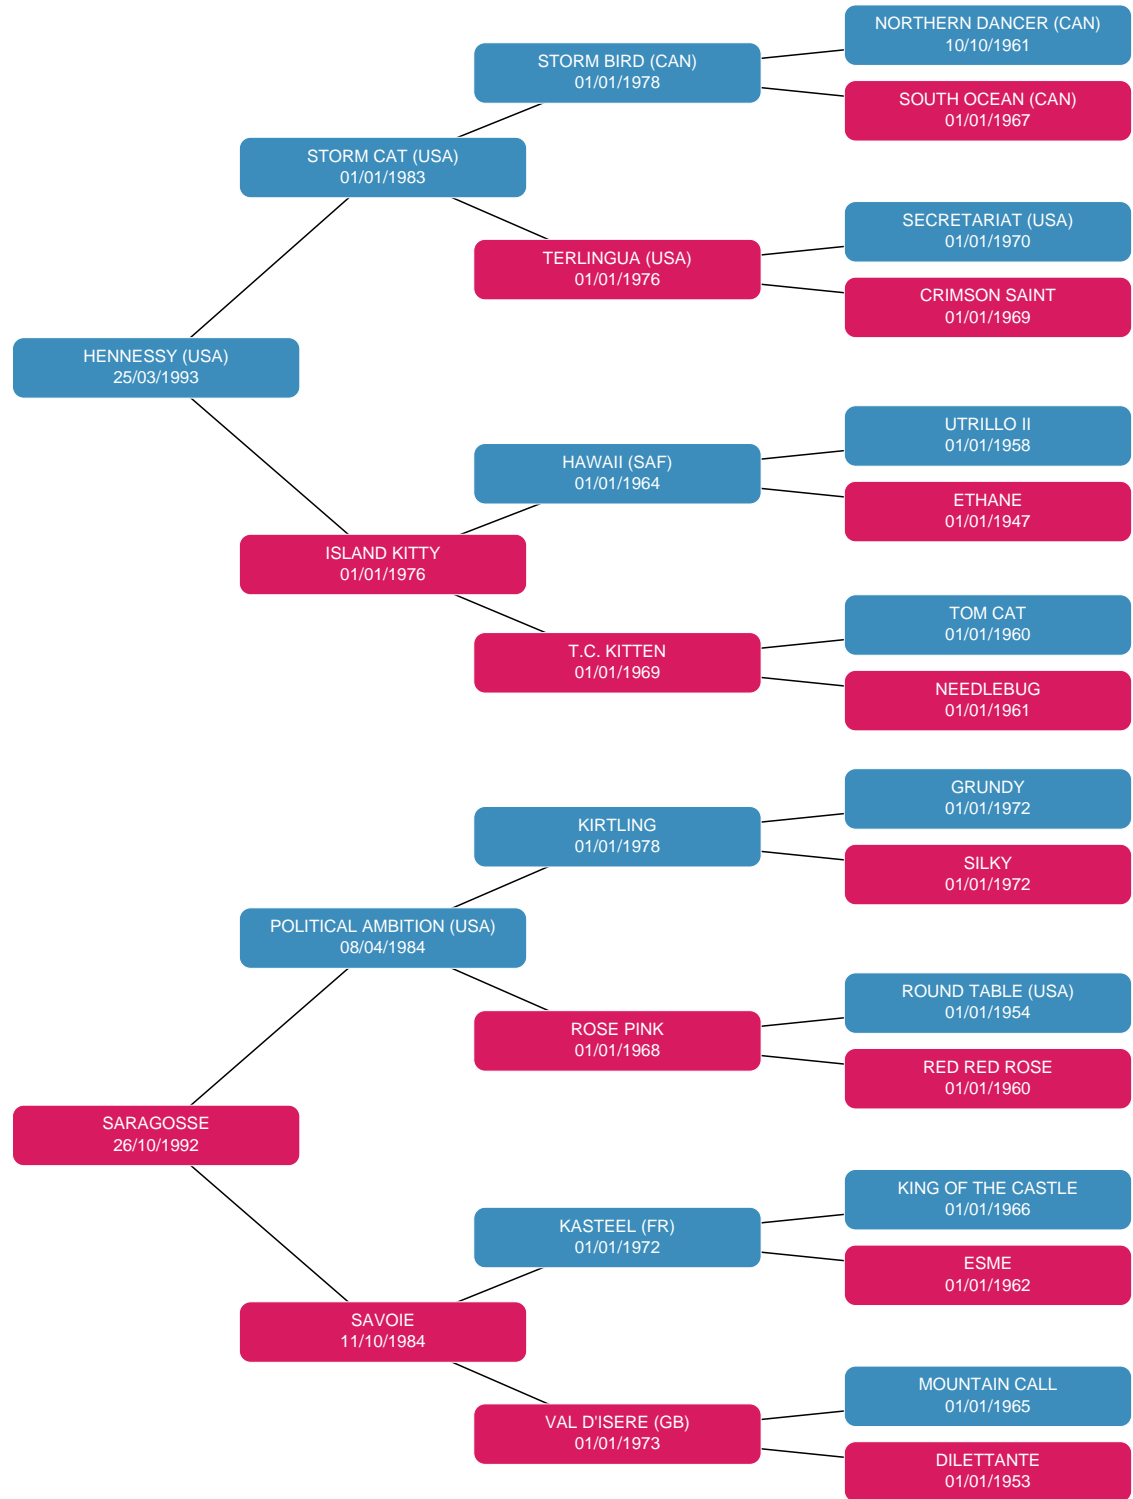 NORTHERN DANCER (CAN)
10/10/1961
STORM BIRD (CAN)
01/01/1978
SOUTH OCEAN (CAN)
01/01/1967
STORM CAT (USA)
01/01/1983
SECRETARIAT (USA)
01/01/1970
TERLINGUA (USA)
01/01/1976
CRIMSON SAINT
01/01/1969
HENNESSY (USA)
25/03/1993
UTRILLO II
01/01/1958
HAWAII (SAF)
01/01/1964
ETHANE
01/01/1947
ISLAND KITTY
01/01/1976
TOM CAT
01/01/1960
T.C. KITTEN
01/01/1969
NEEDLEBUG
01/01/1961
GRUNDY
01/01/1972
KIRTLING
01/01/1978
SILKY
01/01/1972
POLITICAL AMBITION (USA)
08/04/1984
ROUND TABLE (USA)
01/01/1954
ROSE PINK
01/01/1968
RED RED ROSE
01/01/1960
SARAGOSSE
26/10/1992
KING OF THE CASTLE
01/01/1966
KASTEEL (FR)
01/01/1972
ESME
01/01/1962
SAVOIE
11/10/1984
MOUNTAIN CALL
01/01/1965
VAL D'ISERE (GB)
01/01/1973
DILETTANTE
01/01/1953